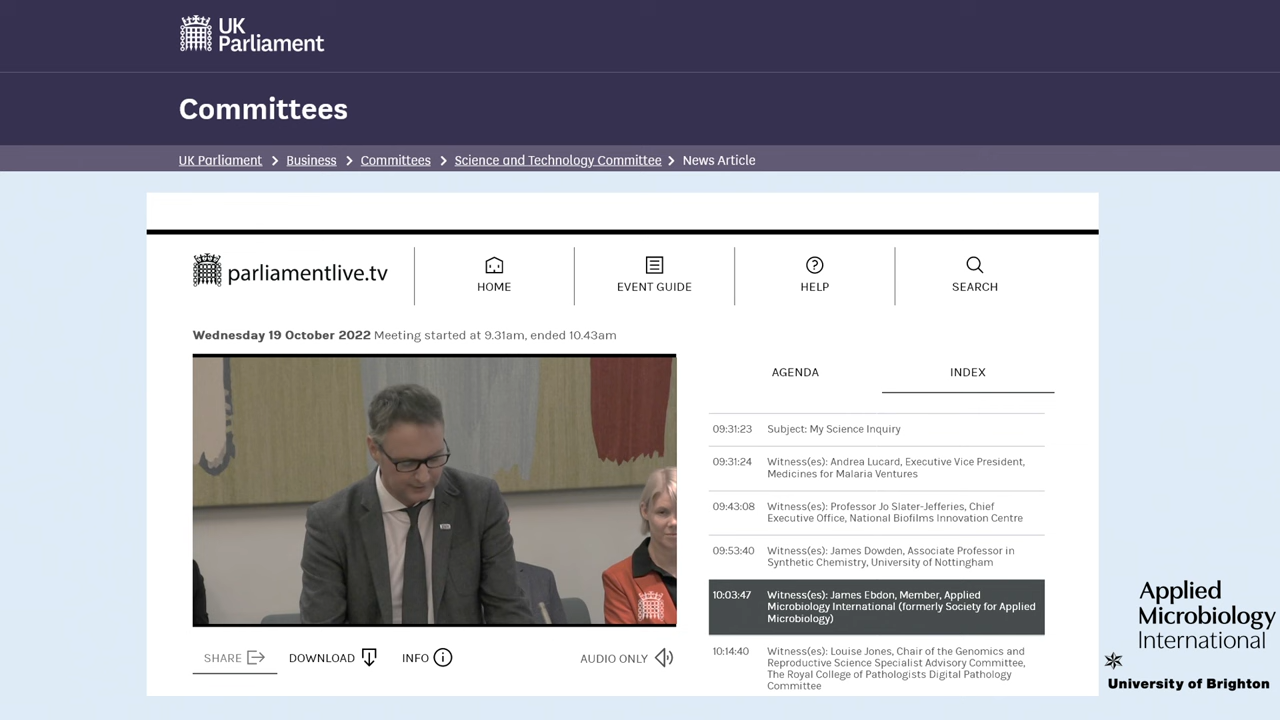 UK
Parliament
Committees
UK Parliament > Business > Committees > Science and Technology Committee > News Article
parliamentlive.tv
HOME
EVENT GUIDE
HELP
SEARCH
Wednesday 19 October 2022 Meeting started at 9.31am, ended 10.43am
AGENDA
INDEX
09:31:23 Subject: My Science Inquiry
09:31:24 Witness(es): Andrea Lucard, Executive Vice President,
Medicines for Malaria Ventures
09:43:08 Witness(es): Professor Jo Slater-Jefferies, Chief
Executive Office, National Biofilms Innovation Centre
09:53:40 Witness(es): James Dowden, Associate Professor in
Synthetic Chemistry, University of Nottingham
10:03:47 Witness(es): James Ebdon, Member, Applied
Microbiology International (formerly Society for Applied
Microbiology)
10:14:40 Witness(es): Louise Jones, Chair of the Genomics and
Reproductive Science Specialist Advisory Committee,
The Royal College of Pathologists Digital Pathology
Committee
SHARE
DOWNLOAD
INFO
AUDIO ONLY
Applied
Microbiology
International
University of Brighton